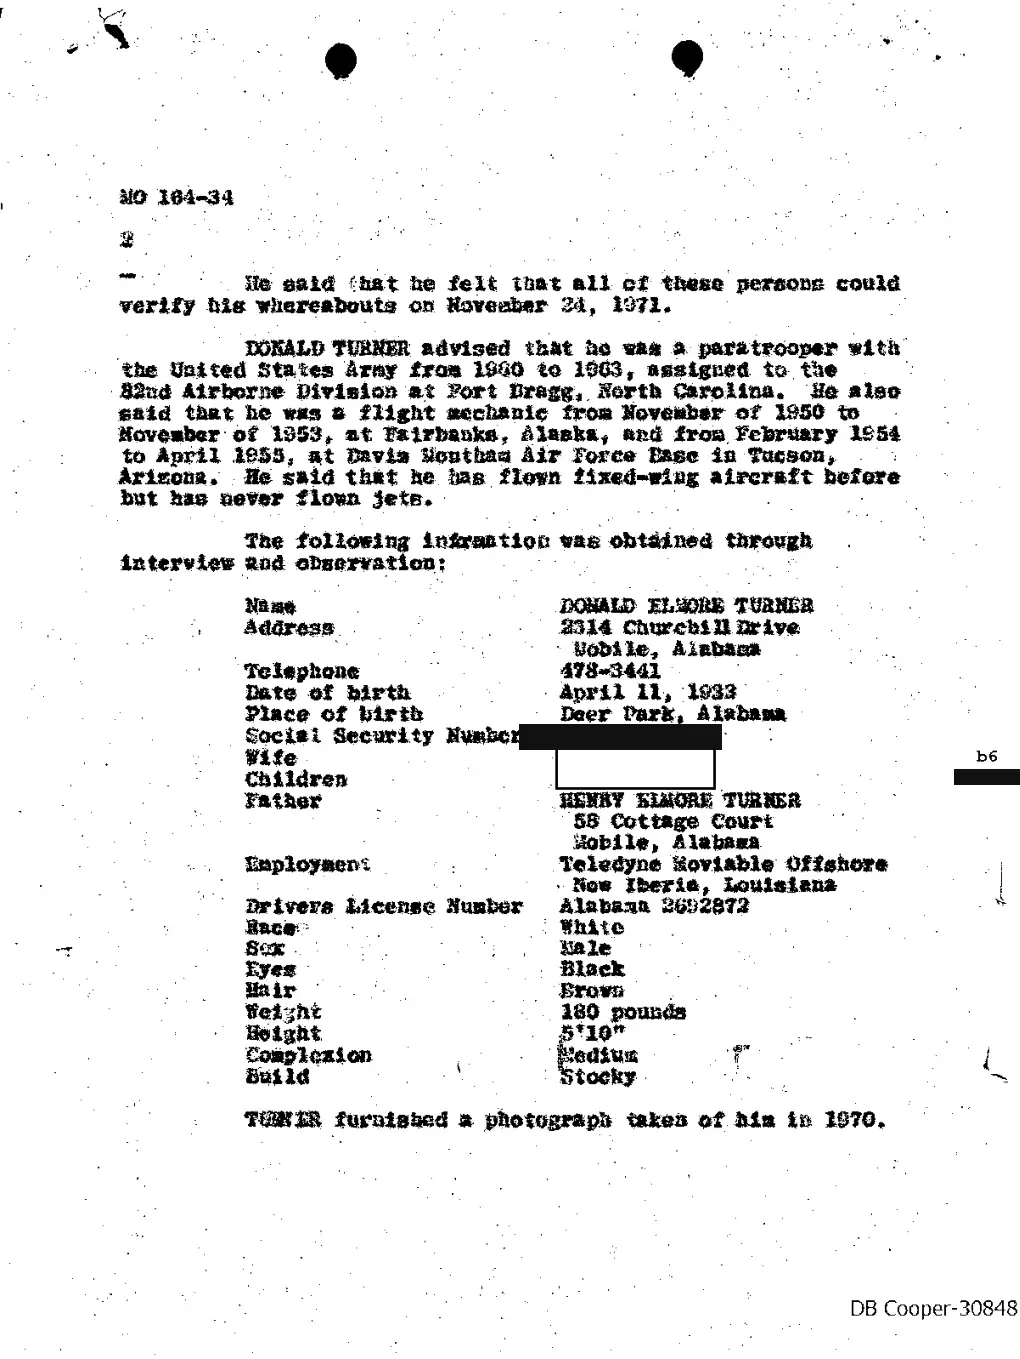 MO 164-34
2
He said that he felt that all of these persons could
verify his whereabouts on November 24, 1971.
DONALD TURNER advised that he was a paratrooper with
the United States Army from 1960 to 1963, assigned to the
82nd Airborne Division at Fort Bragg, North Carolina. He also
said that he was a flight mechanic from November of 1950 to
November of 1953, at Fairbanks, Alaska, and from February 1954
to April 1955, at Davis Monthan Air Force Base in Tucson,
Arizona. He said that he has flown fixed-wing aircraft before
but has never flown jets.
The following information was obtained through
interview and observation:
Name DONALD ELMORE TURNER
Address 2314 Churchill Drive
Mobile, Alabama
Telephone 478-3441
Date of birth April 11, 1933
Place of birth Deer Park, Alabama
Social Security Number
Wife
b6
Children
Father HENRY ELMORE TURNER
58 Cottage Court
Mobile, Alabama
Employment Teledyne Moviable Offshore
New Iberia, Louisiana
Drivers License Number Alabama 2692872
Race White
Sex Male
Eyes Black
Hair Brown
Weight 180 pounds
Height 5'10"
Complexion Medium
Build Stocky
TURNER furnished a photograph taken of him in 1970.
DB Cooper-30848